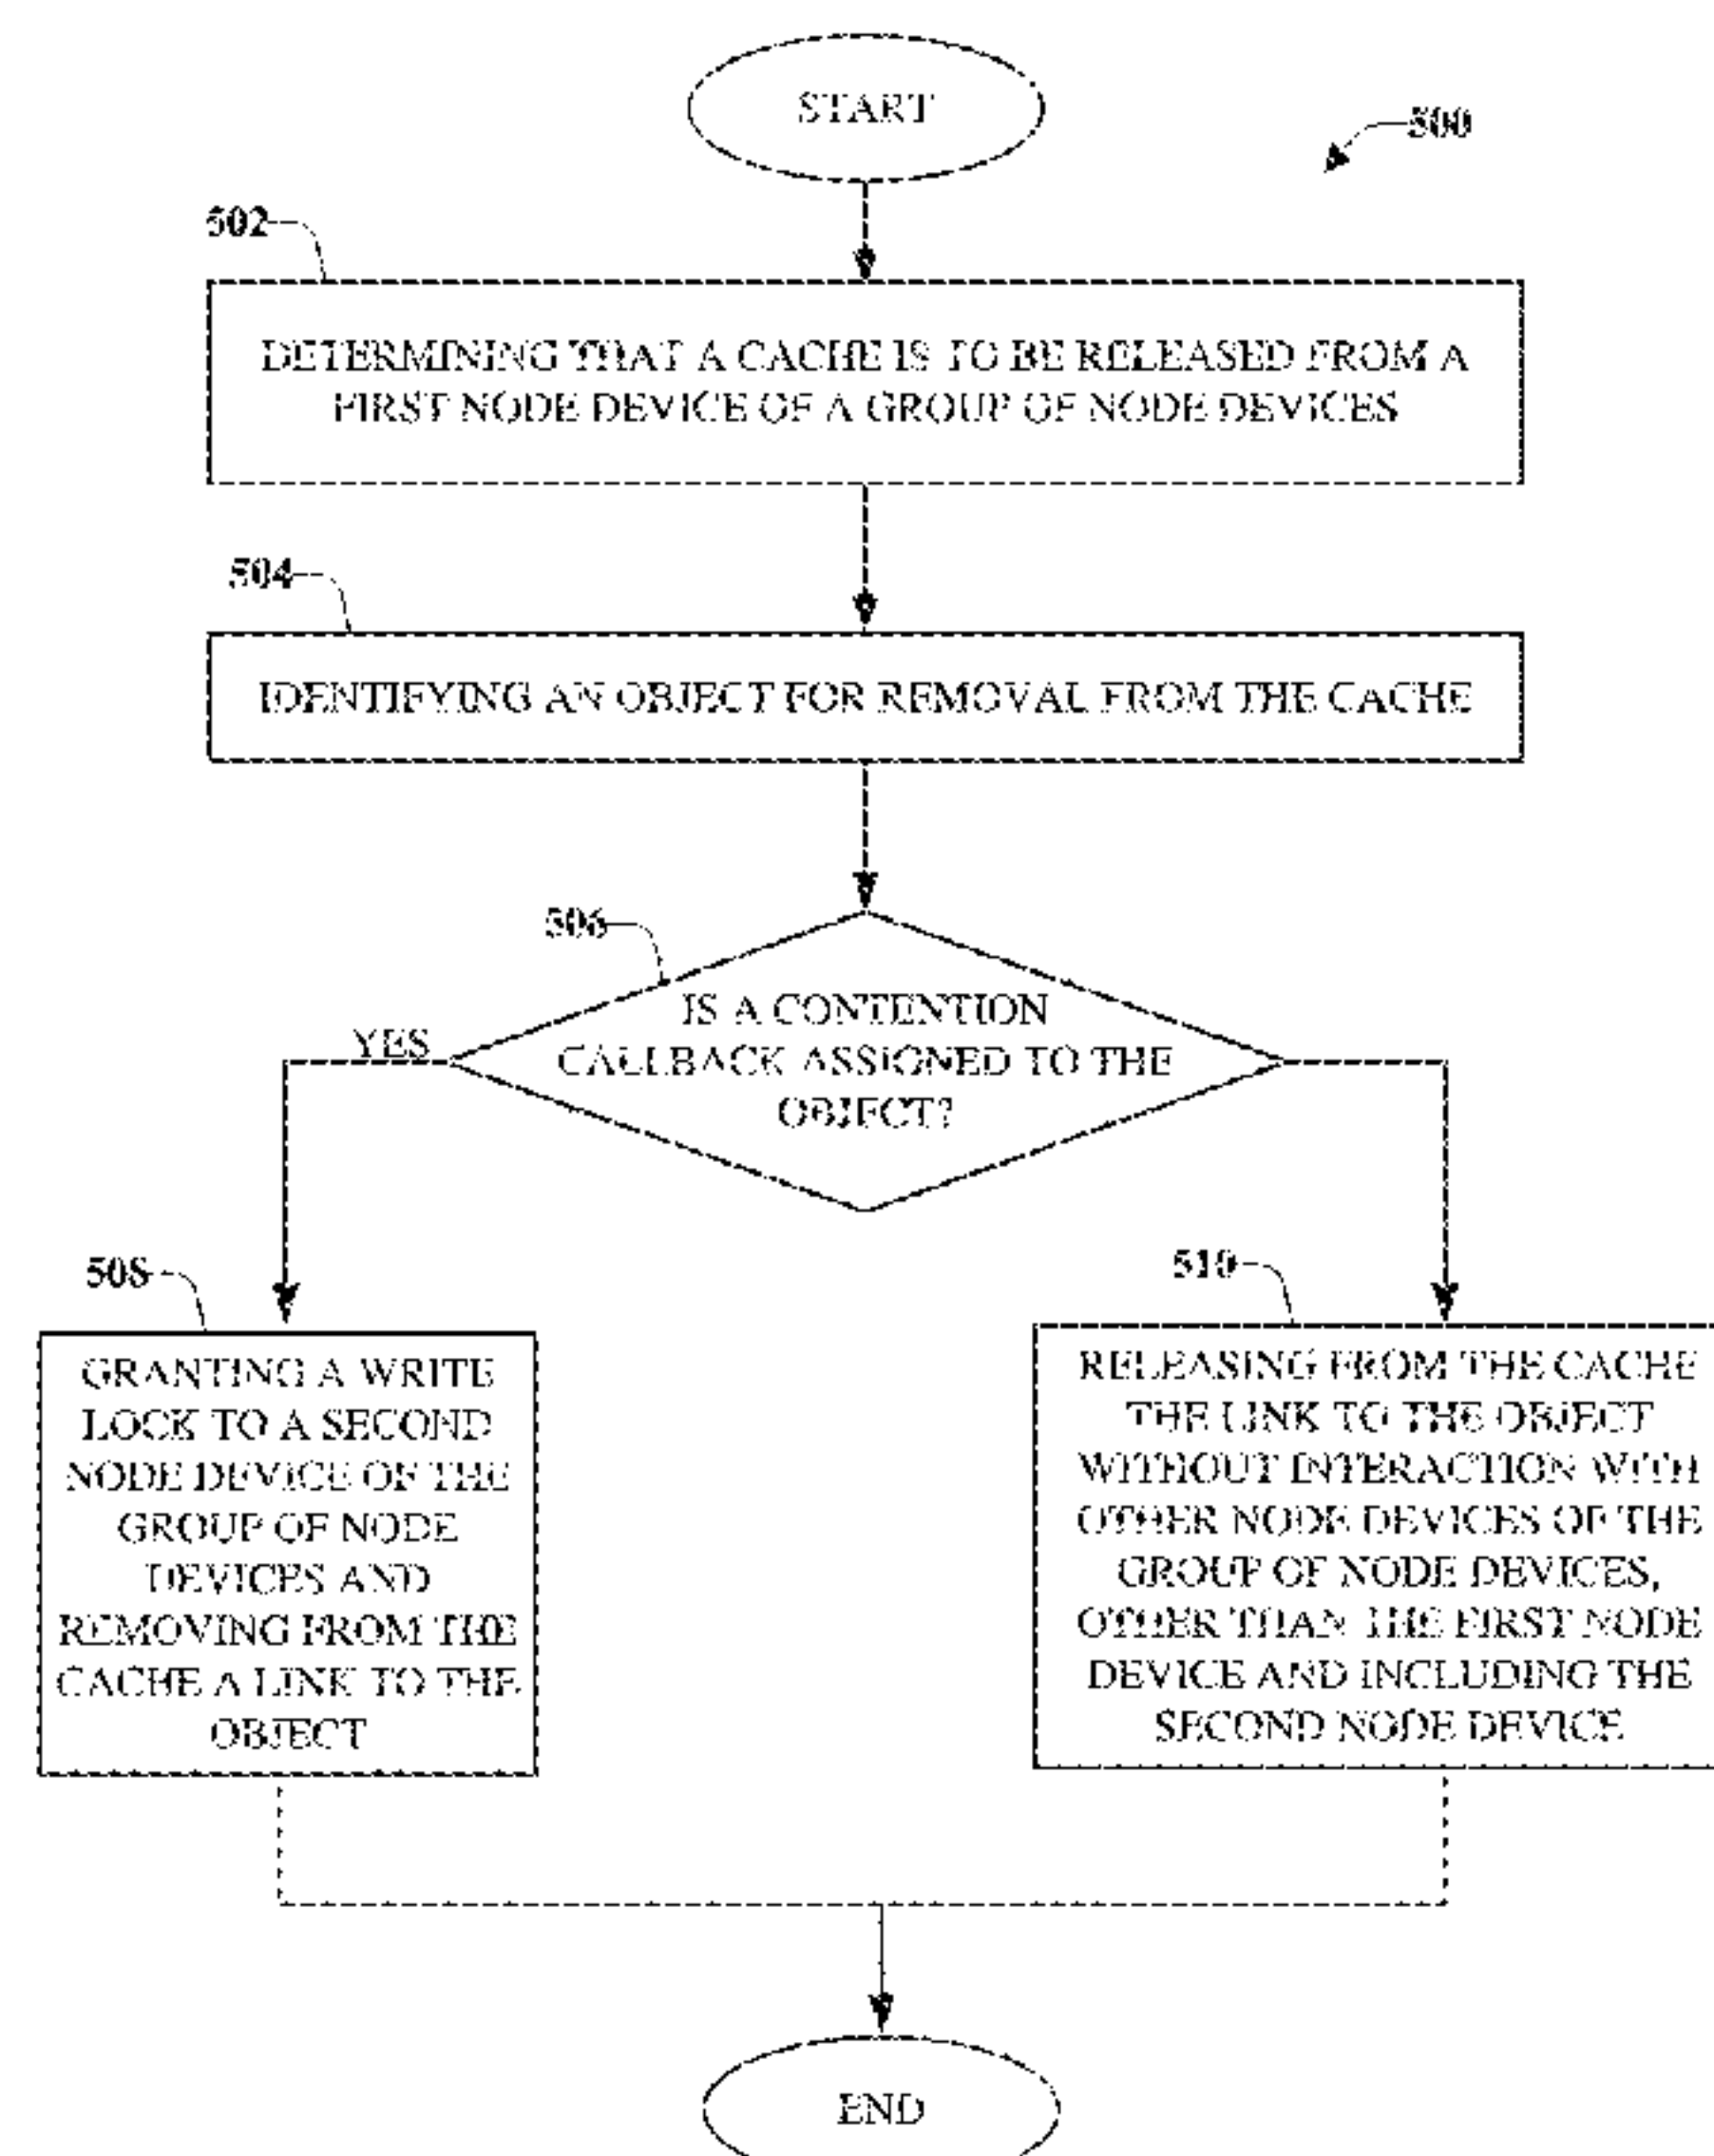 START
500
502
DETERMINING THAT A CACHE IS TO BE RELEASED FROM A
FIRST NODE DEVICE OF A GROUP OF NODE DEVICES
504
IDENTIFYING AN OBJECT FOR REMOVAL FROM THE CACHE
506
IS A CONTENTION
CALLBACK ASSIGNED TO THE
OBJECT?
YES
508
GRANTING A WRITE
LOCK TO A SECOND
NODE DEVICE OF THE
GROUP OF NODE
DEVICES AND
REMOVING FROM THE
CACHE A LINK TO THE
OBJECT
510
RELEASING FROM THE CACHE
THE LINK TO THE OBJECT
WITHOUT INTERACTION WITH
OTHER NODE DEVICES OF THE
GROUP OF NODE DEVICES,
OTHER THAN THE FIRST NODE
DEVICE AND INCLUDING THE
SECOND NODE DEVICE
END